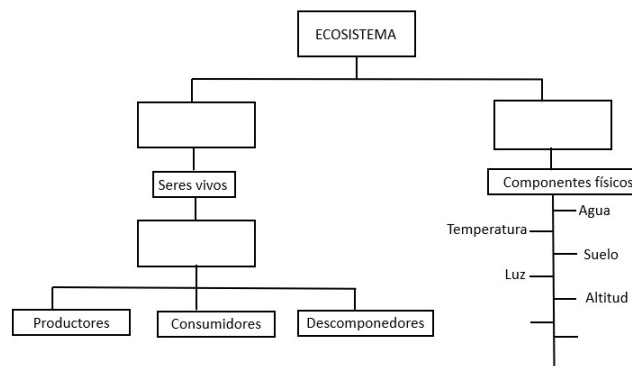 ECOSISTEMA
Seres vivos
Componentes físicos
Agua
Temperatura
Suelo
Luz
Altitud
Productores
Consumidores
Descomponedores